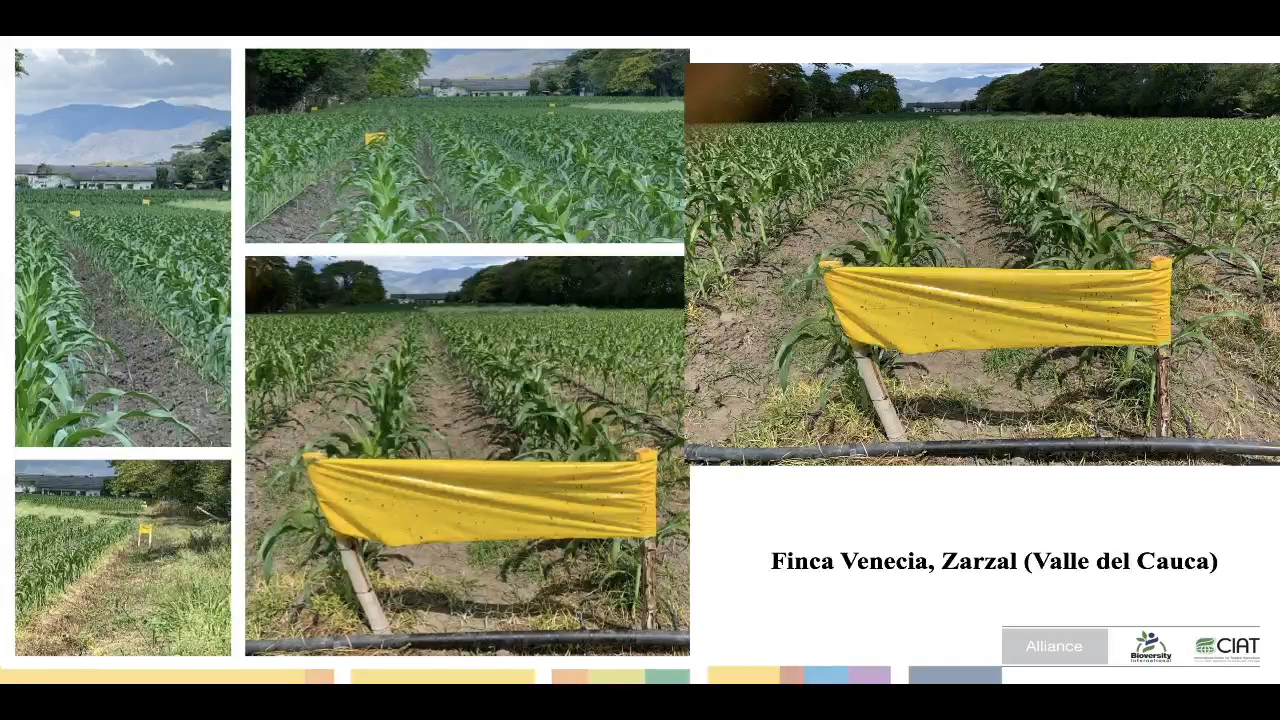 Finca Venecia, Zarzal (Valle del Cauca)
Alliance
Bioversity
International
CIAT